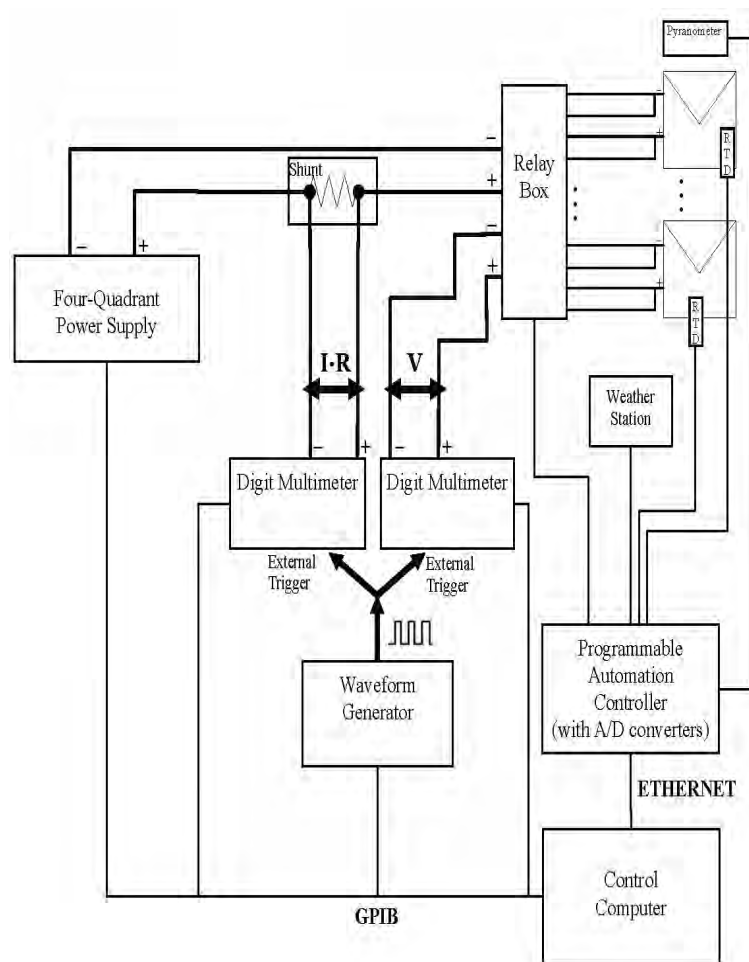 Pyranometer
R
T
D
Relay
Box
Shunt
−
+
−
+
−
+
−
+
−
+
Four-Quadrant
Power Supply
R
T
D
I·R
V
Weather
Station
−
+
−
+
Digit Multimeter
Digit Multimeter
External
Trigger
External
Trigger
Waveform
Generator
Programmable
Automation
Controller
(with A/D converters)
ETHERNET
Control
Computer
GPIB